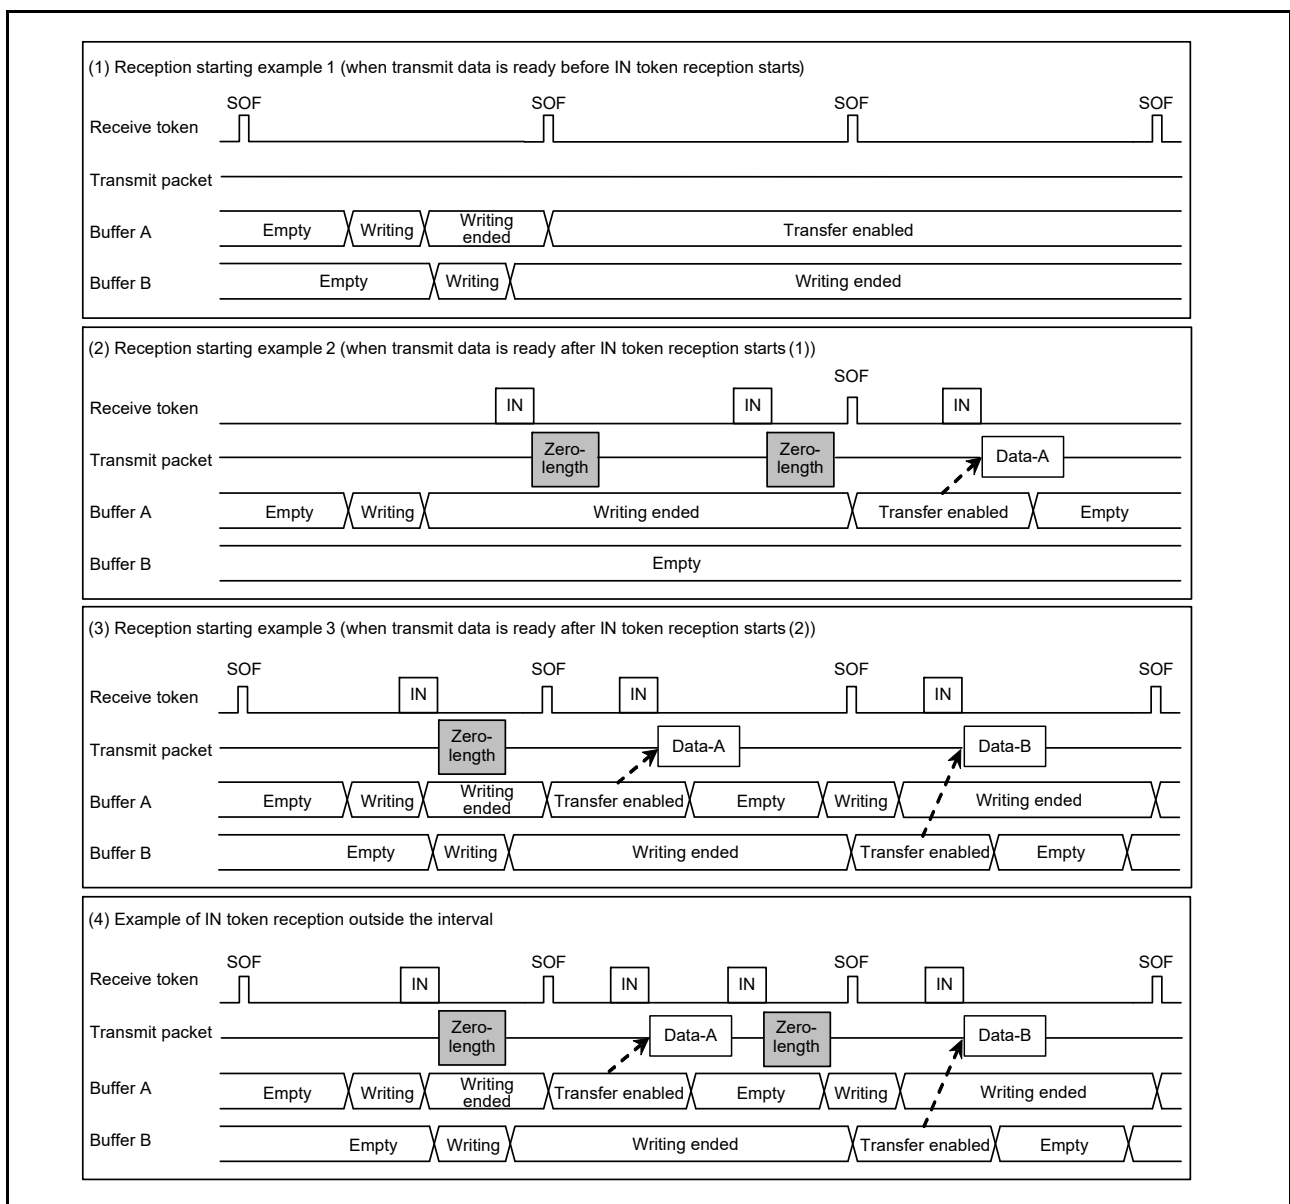 (1) Reception starting example 1 (when transmit data is ready before IN token reception starts)
SOF SOF SOF SOF
Receive token
Transmit packet
Buffer A Empty Writing Writing ended Transfer enabled
Buffer B Empty Writing Writing ended
(2) Reception starting example 2 (when transmit data is ready after IN token reception starts (1))
SOF
Receive token IN IN IN
Transmit packet Zero-length Zero-length Data-A
Buffer A Empty Writing Writing ended Transfer enabled Empty
Buffer B Empty
(3) Reception starting example 3 (when transmit data is ready after IN token reception starts (2))
SOF SOF SOF SOF
Receive token IN IN IN
Transmit packet Zero-length Data-A Data-B
Buffer A Empty Writing Writing ended Transfer enabled Empty Writing Writing ended
Buffer B Empty Writing Writing ended Transfer enabled Empty
(4) Example of IN token reception outside the interval
SOF SOF SOF SOF
Receive token IN IN IN IN
Transmit packet Zero-length Data-A Zero-length Data-B
Buffer A Empty Writing Writing ended Transfer enabled Empty Writing Writing ended
Buffer B Empty Writing Writing ended Transfer enabled Empty